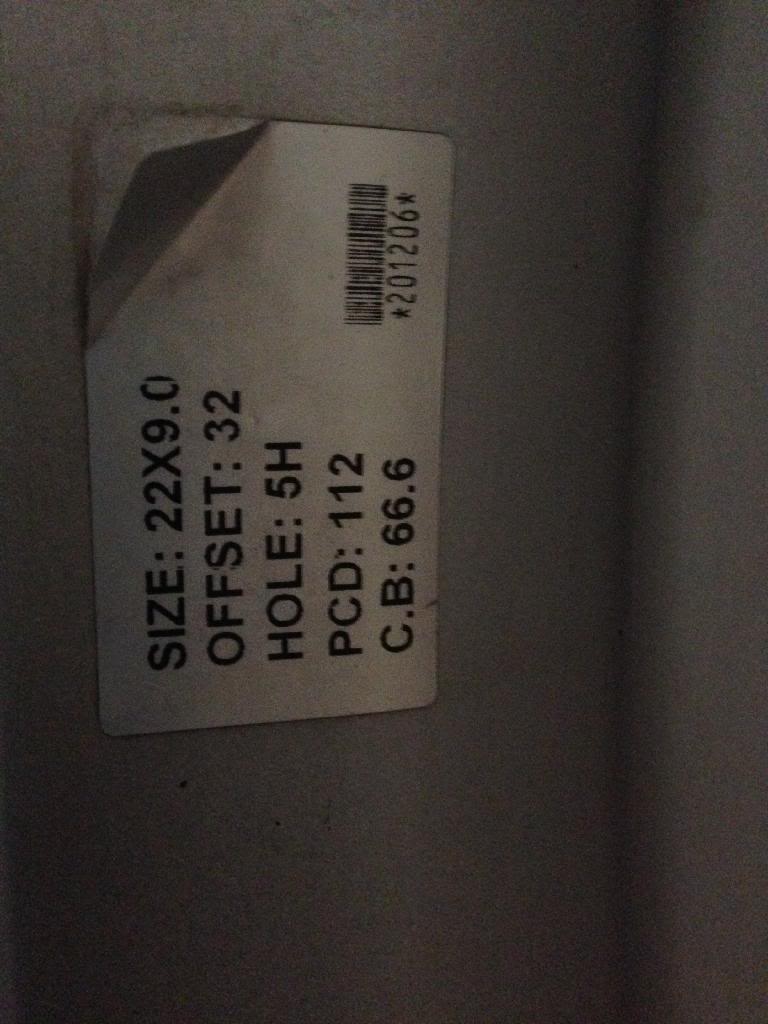 SIZE: 22X9.0
OFFSET: 32
HOLE: 5H
PCD: 112
C.B: 66.6
*201206*